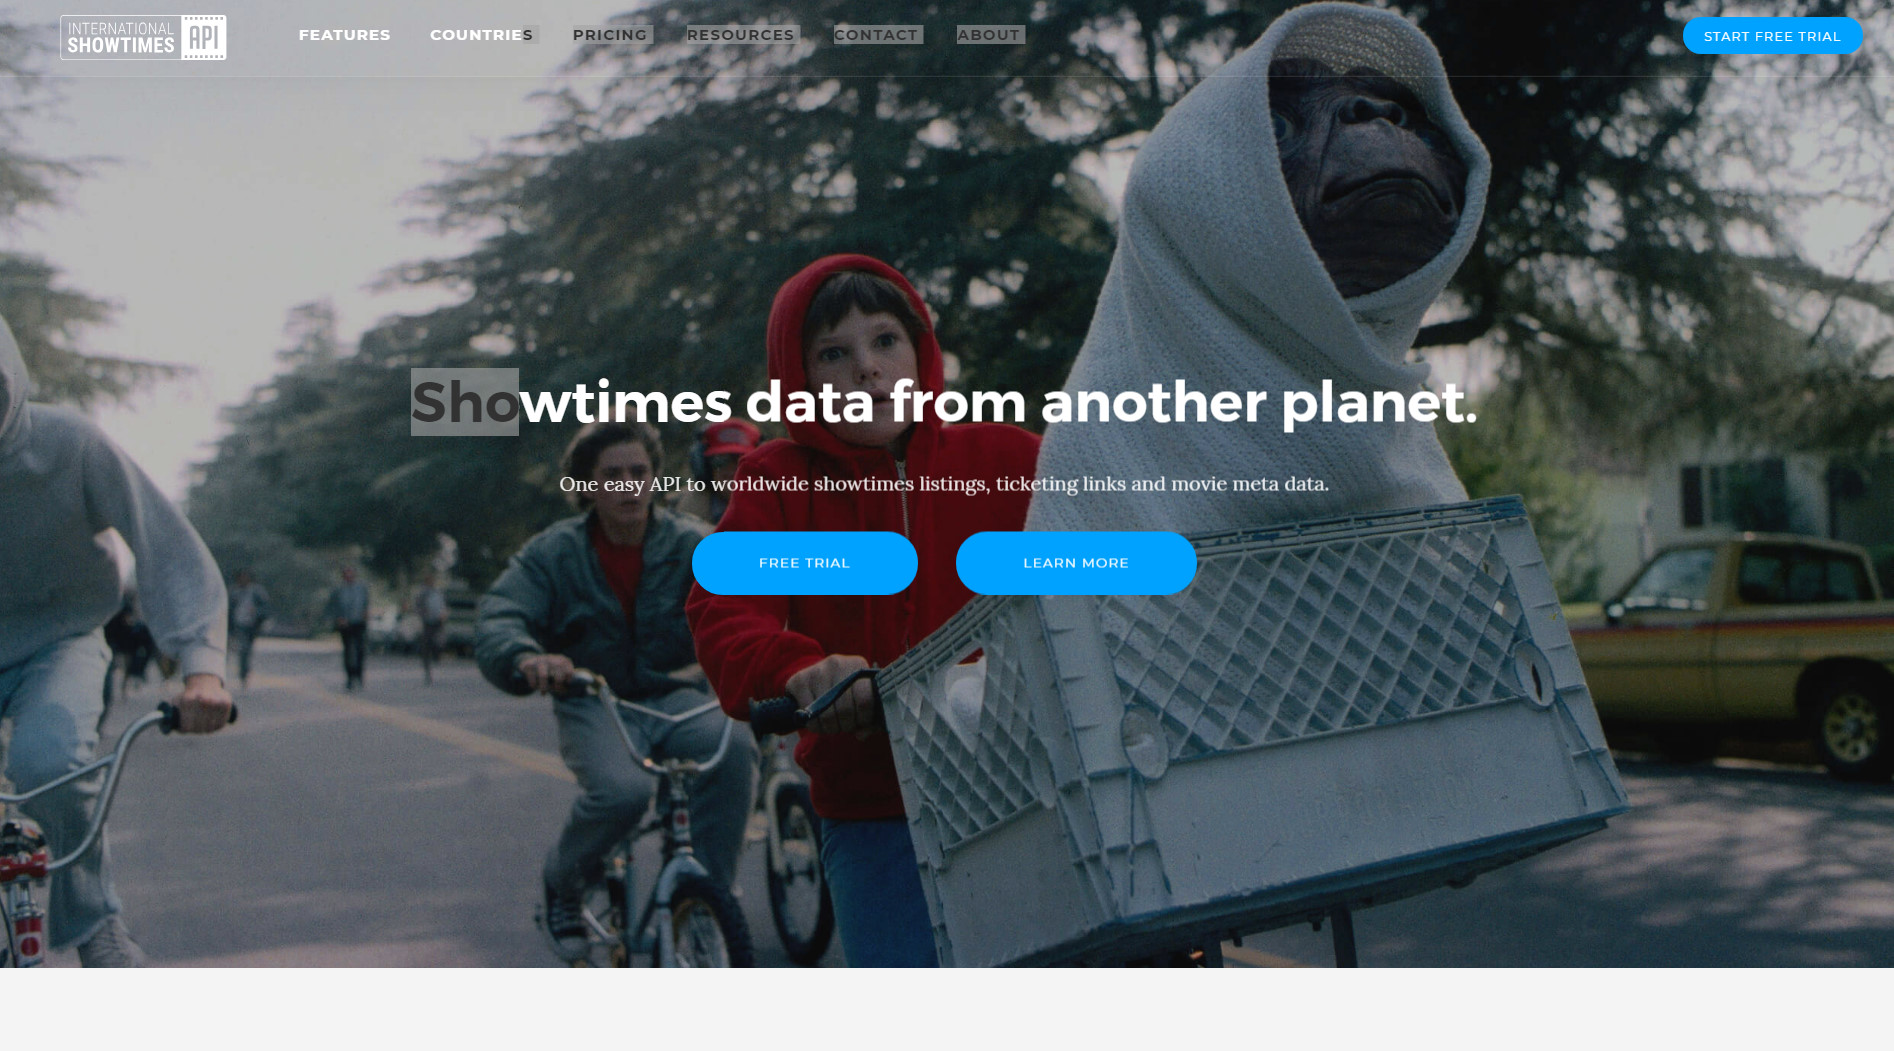 INTERNATIONAL
SHOWTIMES
API
FEATURES COUNTRIES PRICING RESOURCES CONTACT ABOUT
START FREE TRIAL
Showtimes data from another planet.
One easy API to worldwide showtimes listings, ticketing links and movie meta data.
FREE TRIAL LEARN MORE